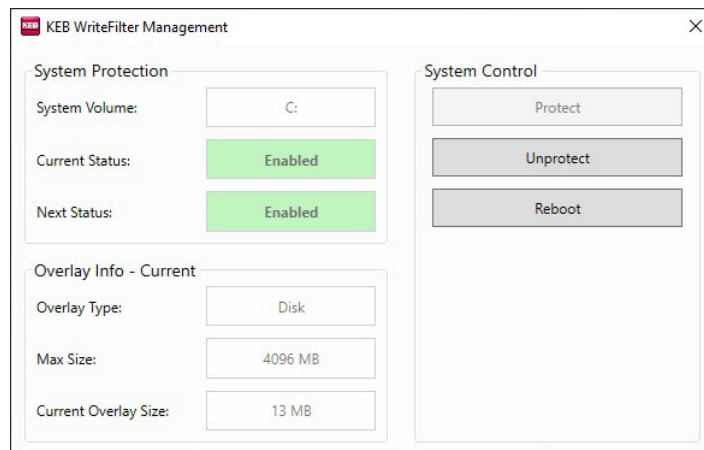 KEB KEB WriteFilter Management
System Protection
System Volume: C:
Current Status: Enabled
Next Status: Enabled
Overlay Info - Current
Overlay Type: Disk
Max Size: 4096 MB
Current Overlay Size: 13 MB
System Control
Protect
Unprotect
Reboot